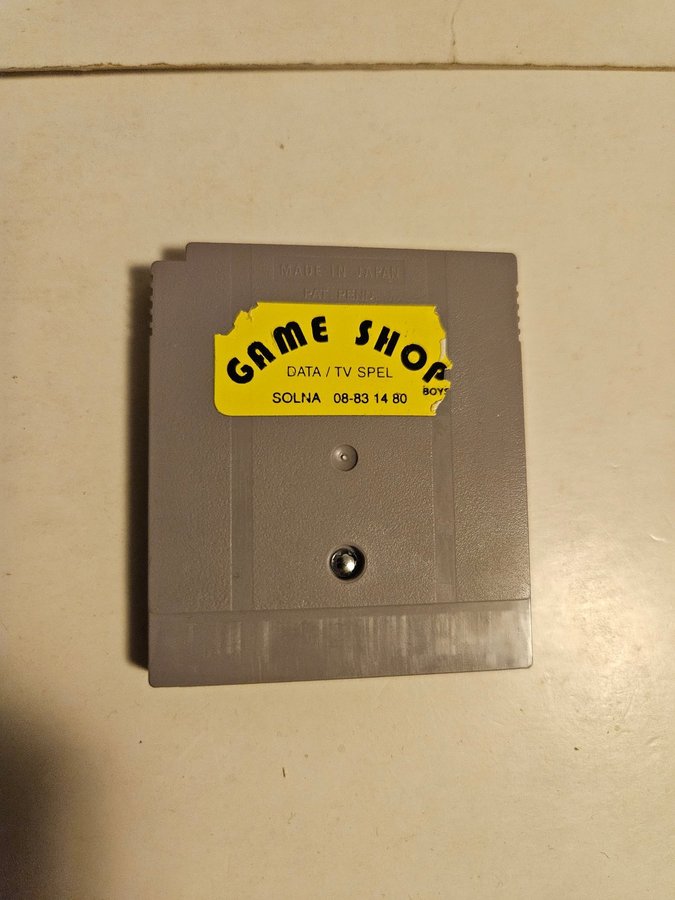 MADE IN JAPAN
PAT. PEND.
GAME SHOP
DATA / TV SPEL
BOYS
SOLNA 08-83 14 80